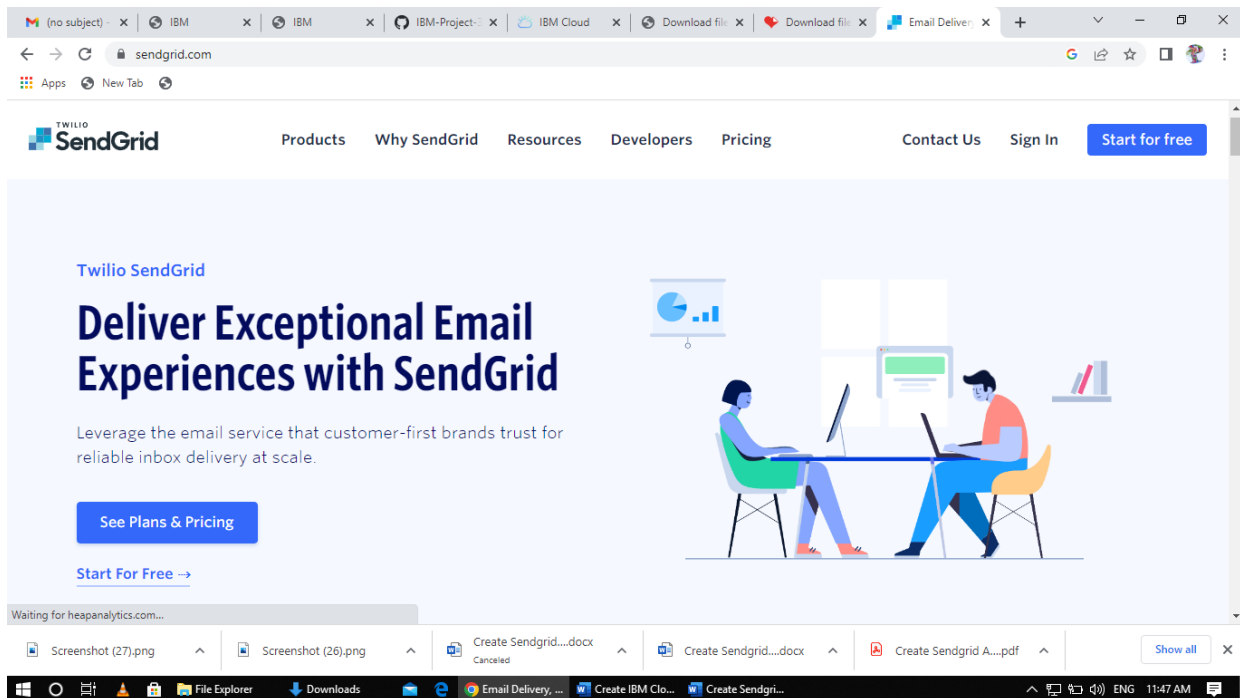 (no subject) -
IBM
IBM
IBM-Project-3
IBM Cloud
Download file
Download file
Email Delivery,
sendgrid.com
Apps
New Tab
TWILIO
SendGrid
Products
Why SendGrid
Resources
Developers
Pricing
Contact Us
Sign In
Start for free
Twilio SendGrid
Deliver Exceptional Email
Experiences with SendGrid
Leverage the email service that customer-first brands trust for
reliable inbox delivery at scale.
See Plans & Pricing
Start For Free →
Waiting for heapanalytics.com...
Screenshot (27).png
Screenshot (26).png
Create Sendgrid....docx
Canceled
Create Sendgrid....docx
Create Sendgrid A....pdf
Show all
File Explorer
Downloads
Email Delivery, ...
Create IBM Clo...
Create Sendgri...
ENG
11:47 AM